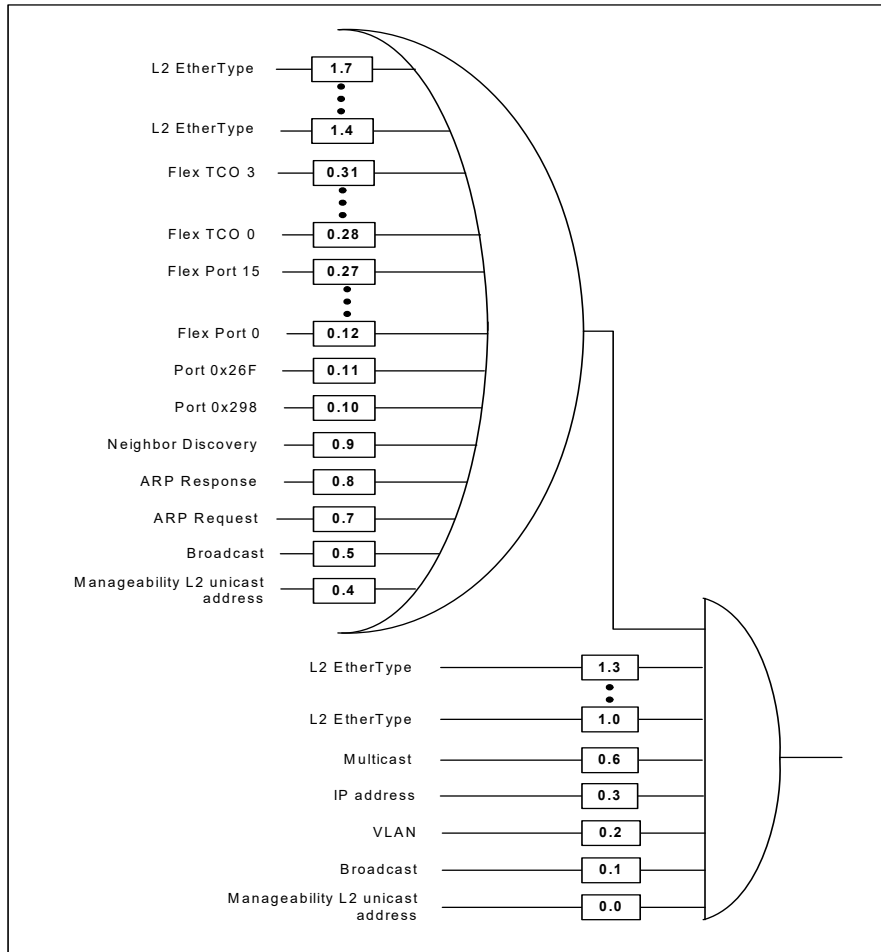 L2 EtherType 1.7
L2 EtherType 1.4
Flex TCO 3 0.31
Flex TCO 0 0.28
Flex Port 15 0.27
Flex Port 0 0.12
Port 0x26F 0.11
Port 0x298 0.10
Neighbor Discovery 0.9
ARP Response 0.8
ARP Request 0.7
Broadcast 0.5
Manageability L2 unicast
address 0.4
L2 EtherType 1.3
L2 EtherType 1.0
Multicast 0.6
IP address 0.3
VLAN 0.2
Broadcast 0.1
Manageability L2 unicast
address 0.0